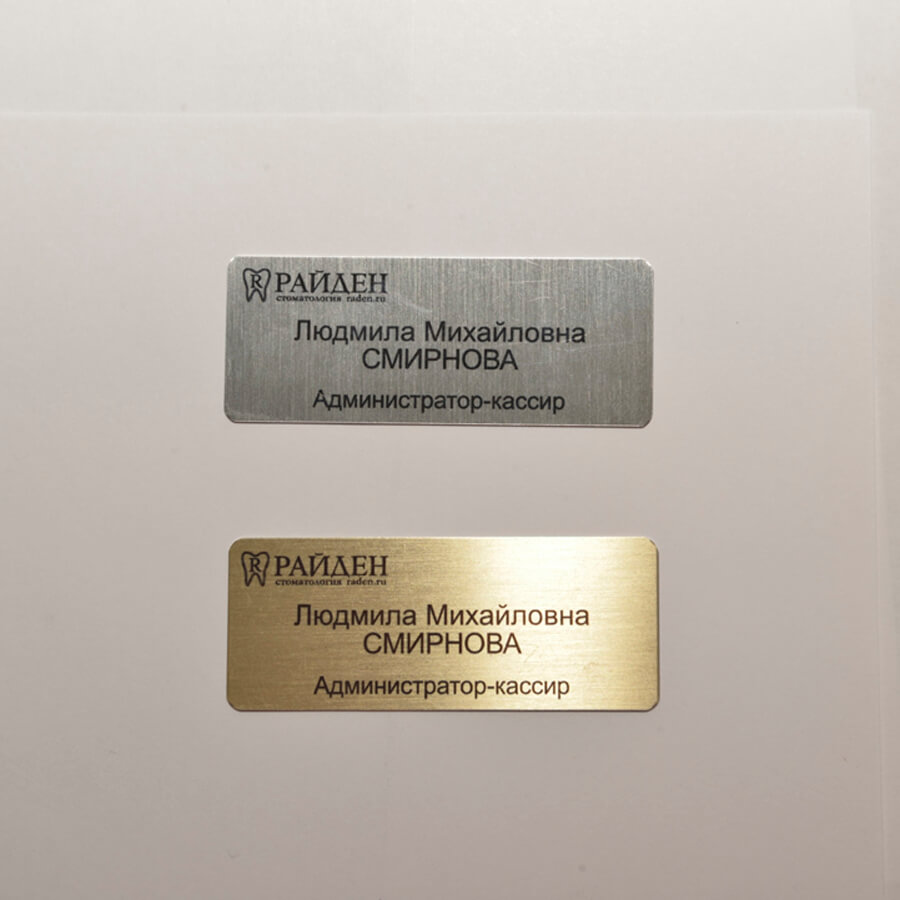 R РАЙДЕН
стоматология raden.ru
Людмила Михайловна
СМИРНОВА
Администратор-кассир
R РАЙДЕН
стоматология raden.ru
Людмила Михайловна
СМИРНОВА
Администратор-кассир